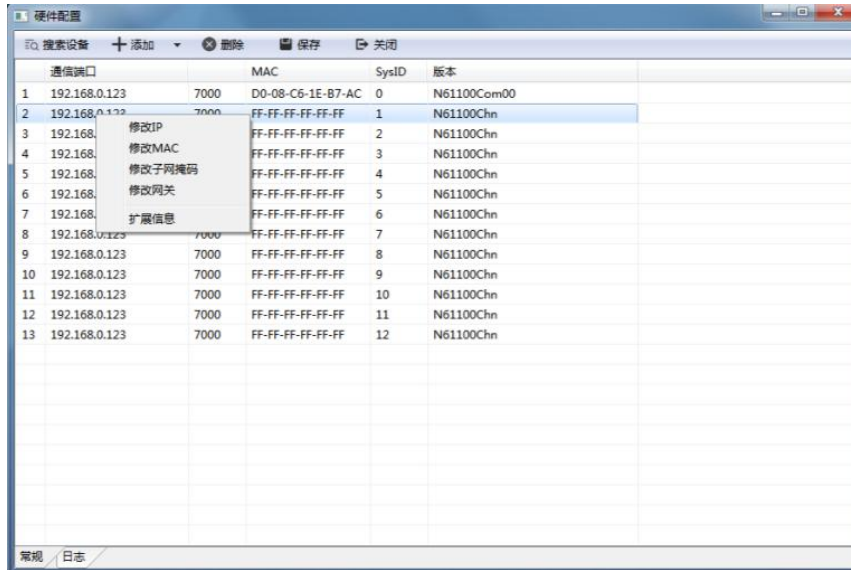 硬件配置
搜索设备 添加 删除 保存 关闭
通信端口 MAC SysID 版本
1 192.168.0.123 7000 D0-08-C6-1E-B7-AC 0 N61100Com00
2 192.168.0.123 7000 FF-FF-FF-FF-FF-FF 1 N61100Chn
修改IP
3 192.168. FF-FF-FF-FF-FF-FF 2 N61100Chn
修改MAC
4 192.168. FF-FF-FF-FF-FF-FF 3 N61100Chn
修改子网掩码
5 192.168. FF-FF-FF-FF-FF-FF 4 N61100Chn
修改网关
6 192.168. FF-FF-FF-FF-FF-FF 5 N61100Chn
7 192.168. FF-FF-FF-FF-FF-FF 6 N61100Chn
扩展信息
8 192.168.0.123 7000 FF-FF-FF-FF-FF-FF 7 N61100Chn
9 192.168.0.123 7000 FF-FF-FF-FF-FF-FF 8 N61100Chn
10 192.168.0.123 7000 FF-FF-FF-FF-FF-FF 9 N61100Chn
11 192.168.0.123 7000 FF-FF-FF-FF-FF-FF 10 N61100Chn
12 192.168.0.123 7000 FF-FF-FF-FF-FF-FF 11 N61100Chn
13 192.168.0.123 7000 FF-FF-FF-FF-FF-FF 12 N61100Chn
常规 日志